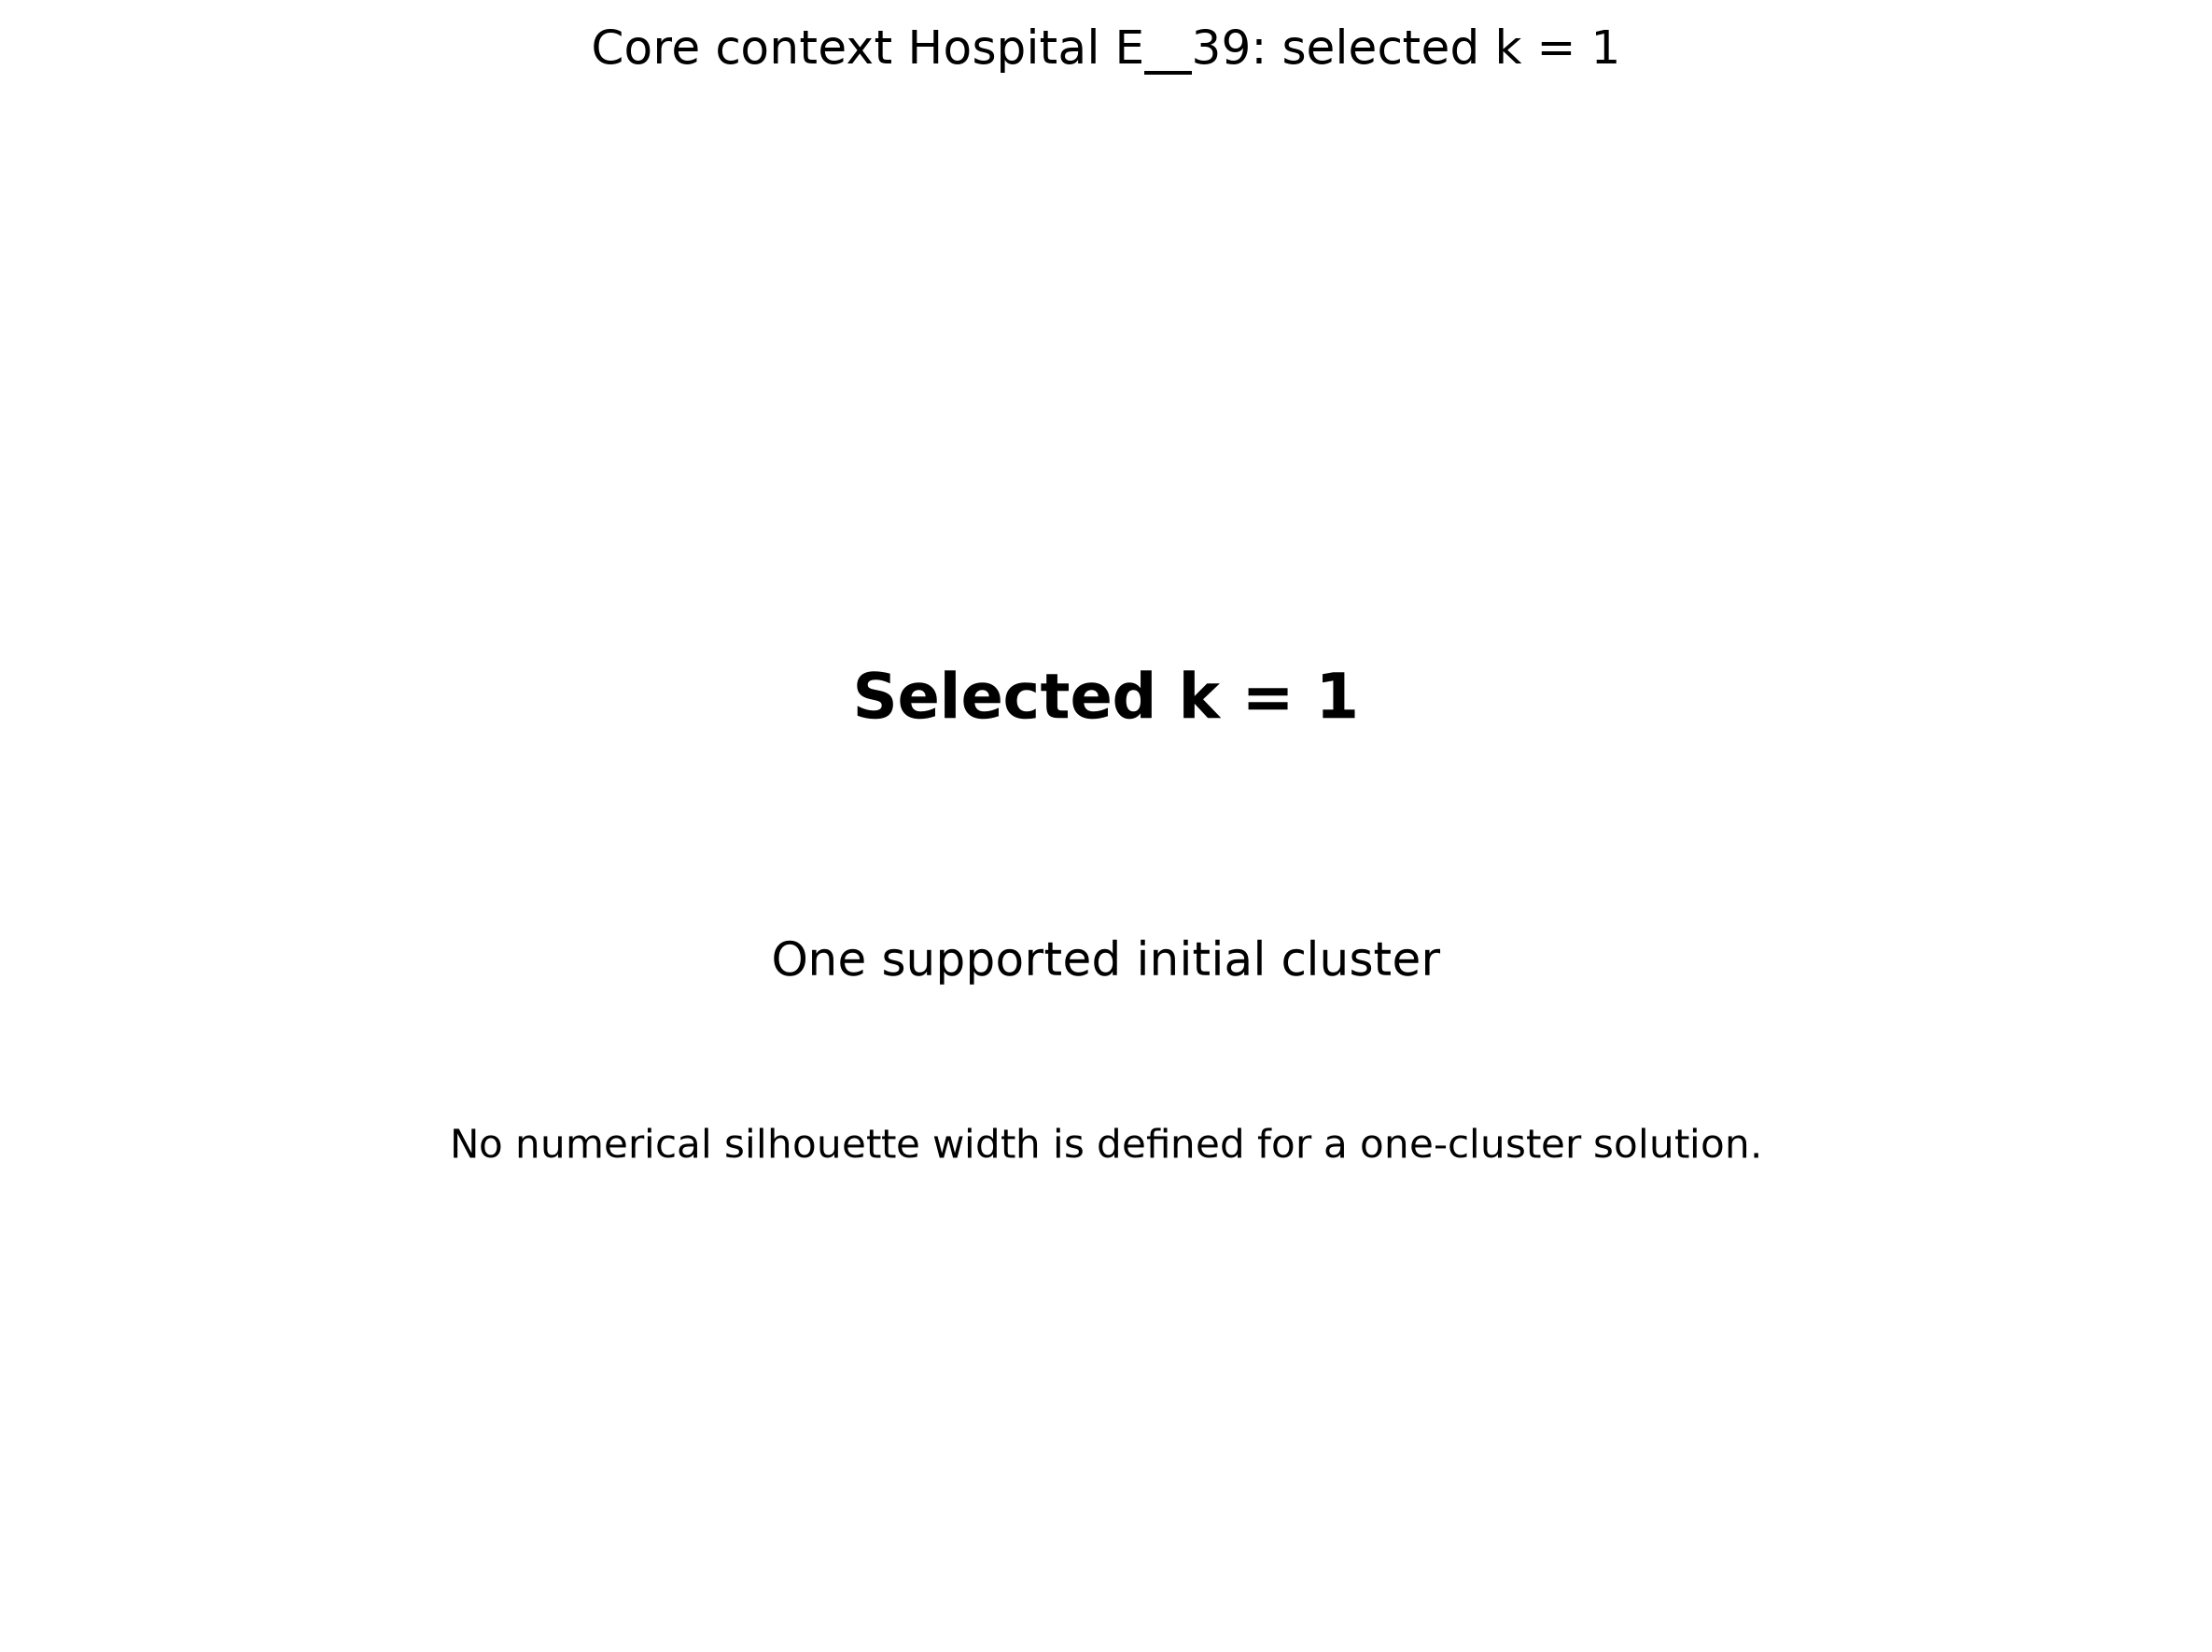 Core context Hospital E__39: selected k = 1
Selected k = 1
One supported initial cluster
No numerical silhouette width is defined for a one-cluster solution.